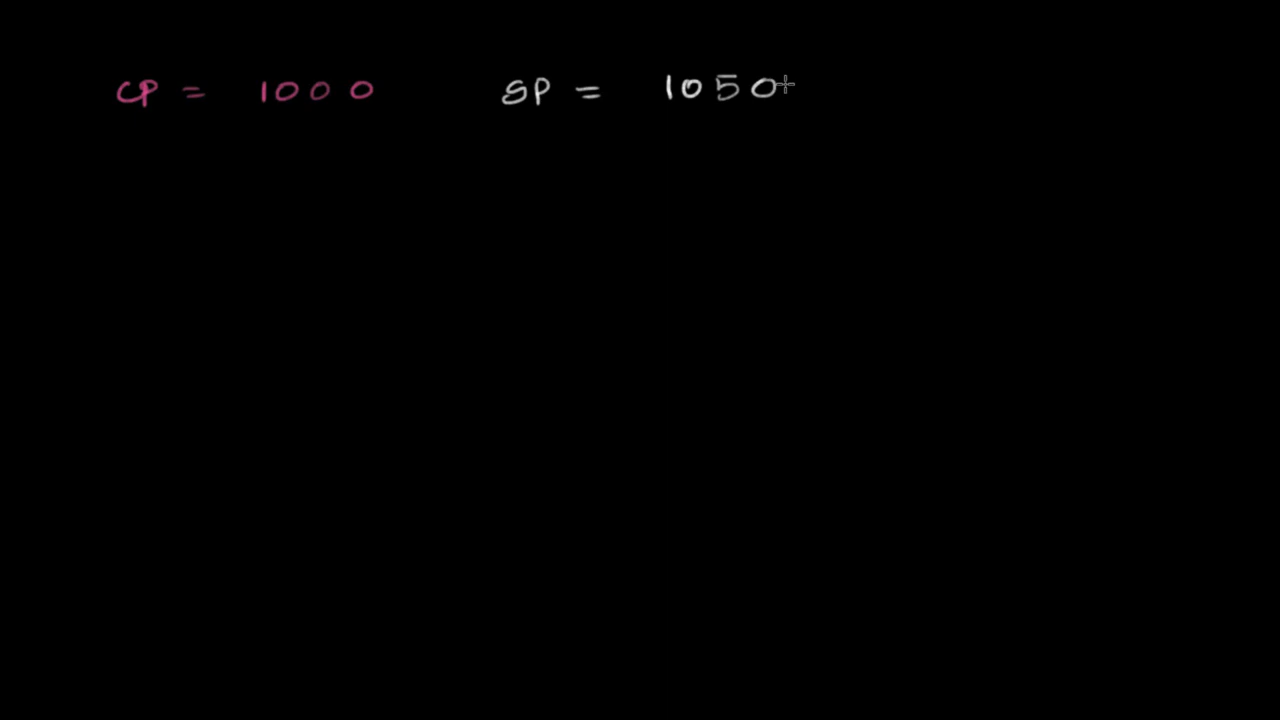 CP = 1000 SP = 1050